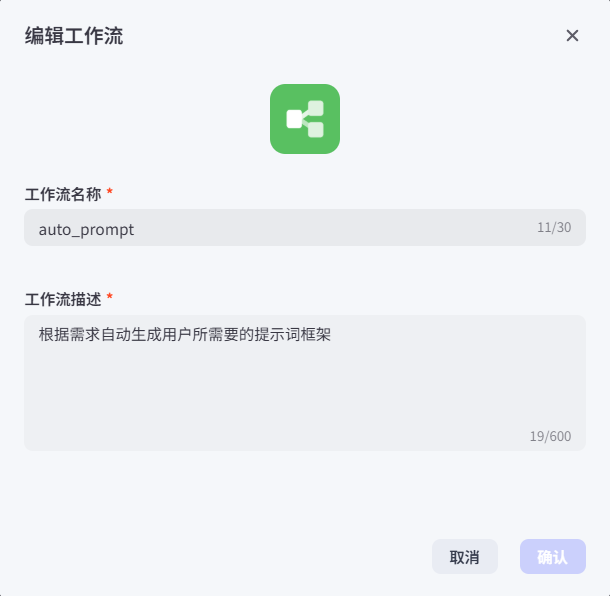 编辑工作流
工作流名称 *
auto_prompt
11/30
工作流描述 *
根据需求自动生成用户所需要的提示词框架
19/600
取消
确认